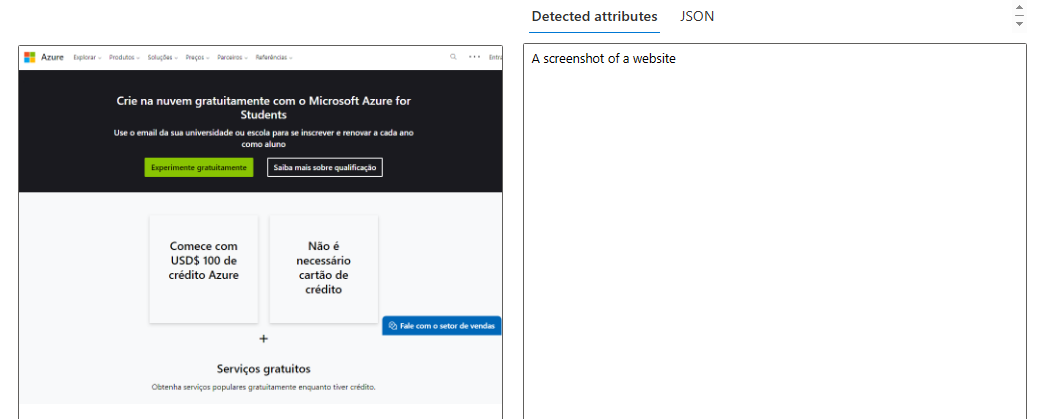 Detected attributes JSON
A screenshot of a website
Azure Explorar Produtos Soluções Preços Parceiros Referências Entra
Crie na nuvem gratuitamente com o Microsoft Azure for
Students
Use o email da sua universidade ou escola para se inscrever e renovar a cada ano
como aluno
Experimente gratuitamente Saiba mais sobre qualificação
Comece com
USD$ 100 de
crédito Azure
Não é
necessário
cartão de
crédito
Fale com o setor de vendas
+
Serviços gratuitos
Obtenha serviços populares gratuitamente enquanto tiver crédito.